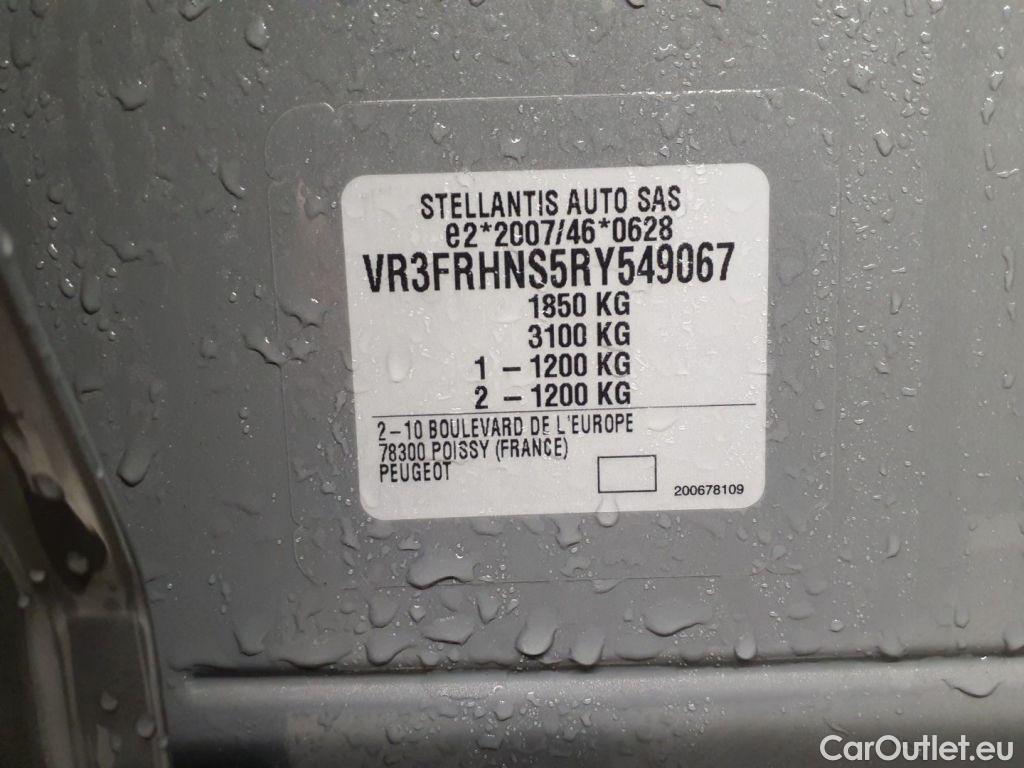 STELLANTIS AUTO SAS
e2*2007/46*0628
VR3FRHNS5RY549067
1850 KG
3100 KG
1 – 1200 KG
2 – 1200 KG
2–10 BOULEVARD DE L'EUROPE
78300 POISSY (FRANCE)
PEUGEOT
200678109
CarOutlet.eu